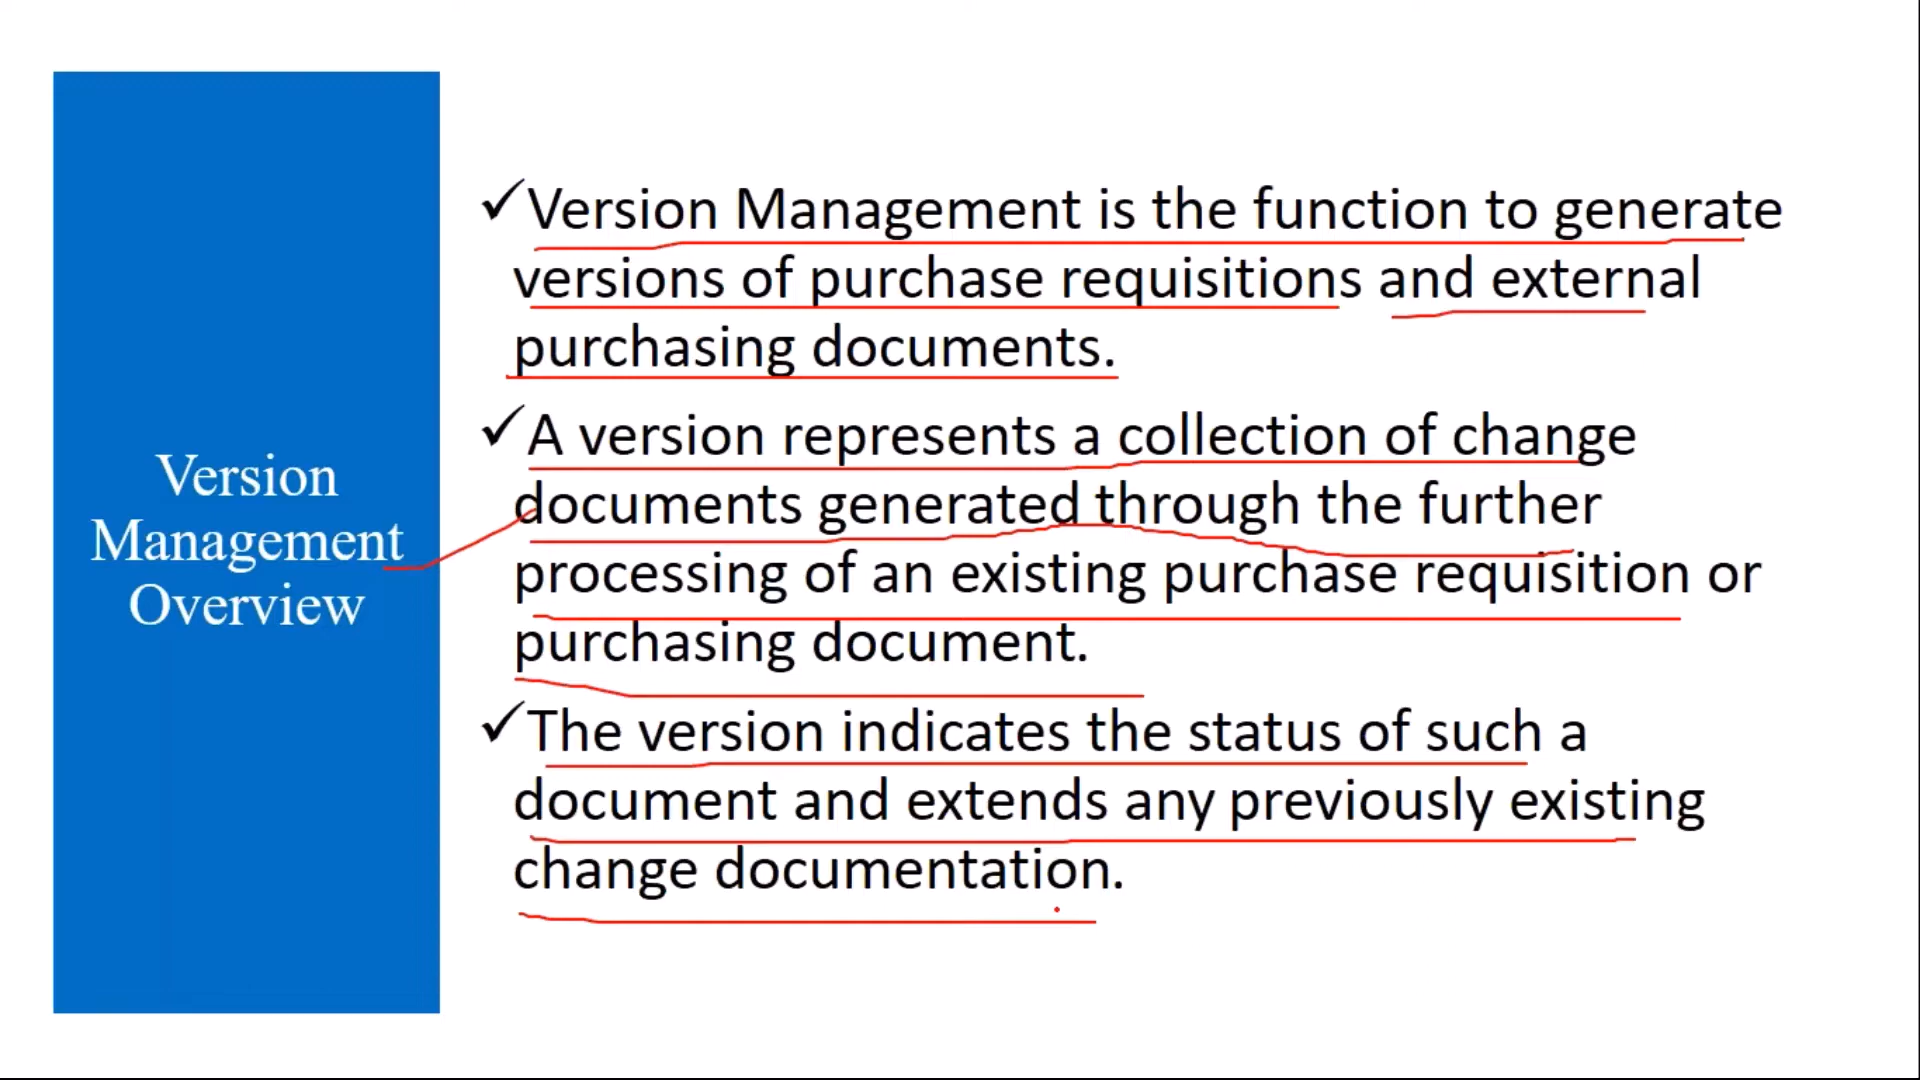 Version
Management
Overview
✓Version Management is the function to generate
versions of purchase requisitions and external
purchasing documents.
✓A version represents a collection of change
documents generated through the further
processing of an existing purchase requisition or
purchasing document.
✓The version indicates the status of such a
document and extends any previously existing
change documentation.